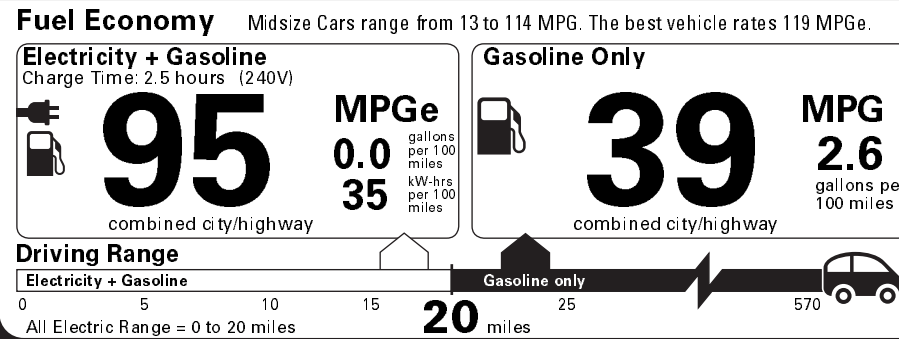 Fuel Economy Midsize Cars range from 13 to 114 MPG. The best vehicle rates 119 MPGe.
Electricity + Gasoline
Charge Time: 2.5 hours (240V)
95
combined city/highway
MPGe
0.0 gallons per 100 miles
35 kW-hrs per 100 miles
Gasoline Only
39
combined city/highway
MPG
2.6
gallons pe
100 miles
Driving Range
Electricity + Gasoline Gasoline only
0 5 10 15 20 miles 25 570
All Electric Range = 0 to 20 miles